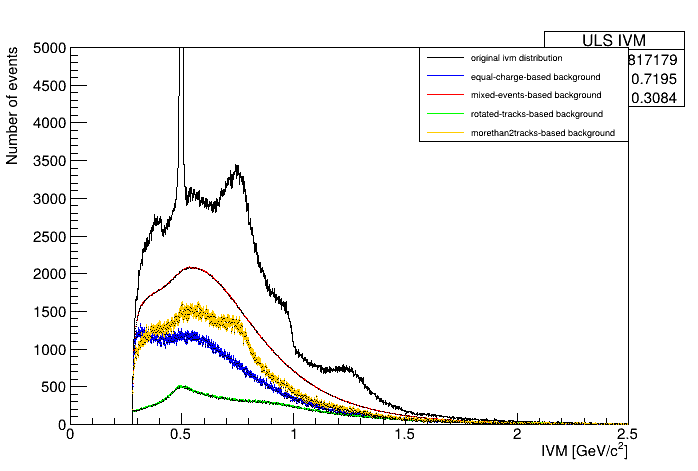 ULS IVM
817179
0.7195
0.3084
original ivm distribution
equal-charge-based background
mixed-events-based background
rotated-tracks-based background
morethan2tracks-based background
Number of events
5000
4500
4000
3500
3000
2500
2000
1500
1000
500
0
0
0.5
1
1.5
2
2.5
IVM [GeV/c²]